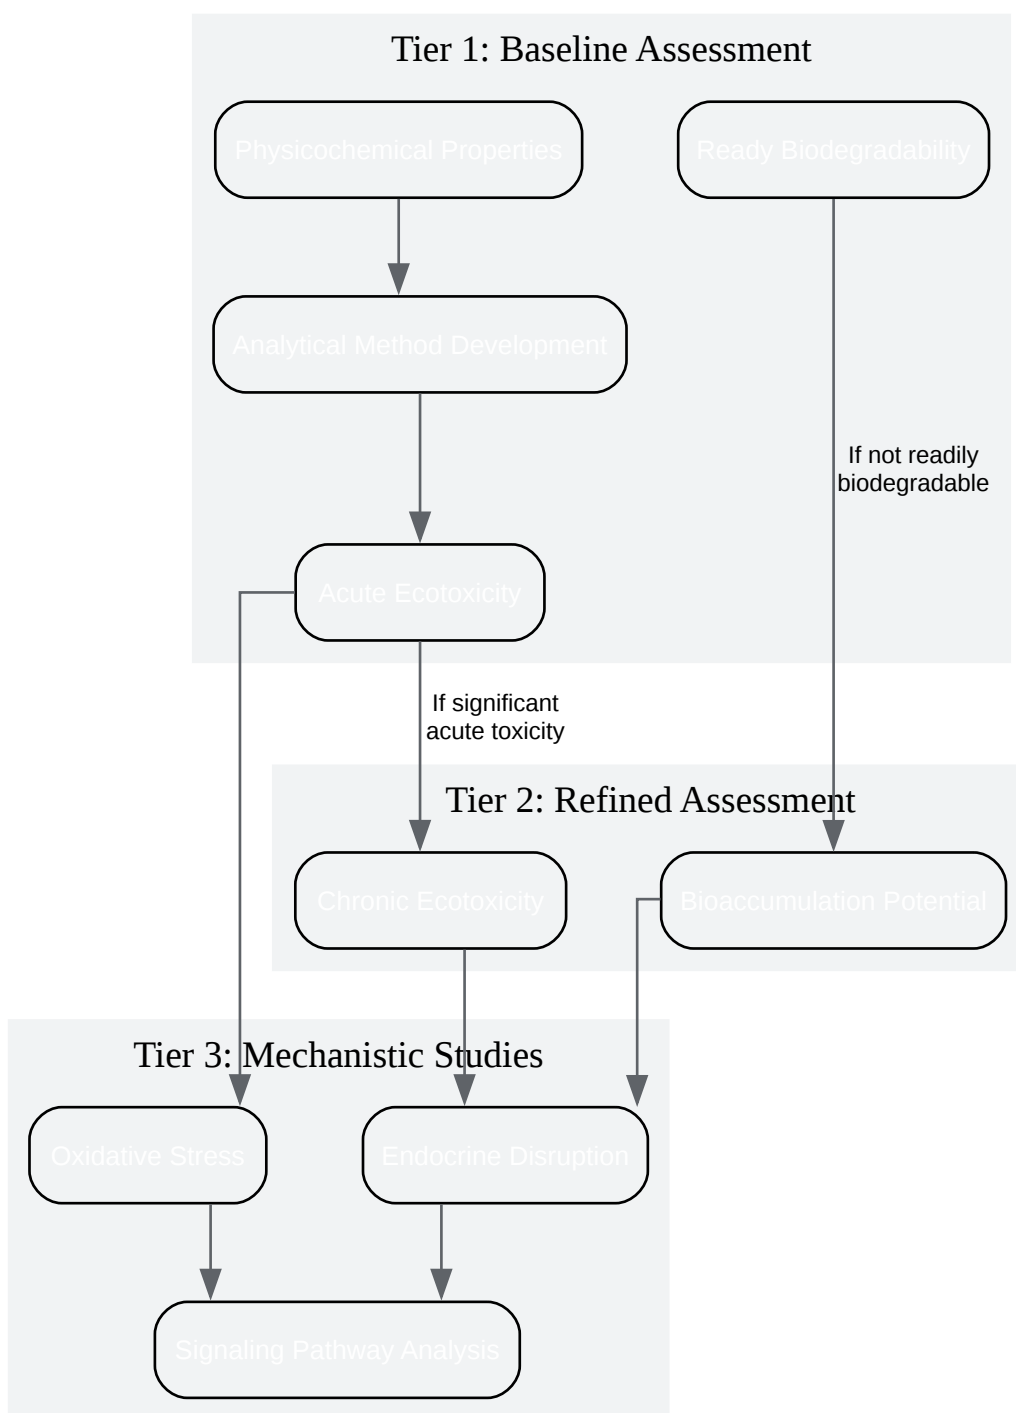 Tier 1: Baseline Assessment
Physicochemical Properties
Ready Biodegradability
Analytical Method Development
If not readily
biodegradable
Acute Ecotoxicity
If significant
acute toxicity
Tier 2: Refined Assessment
Chronic Ecotoxicity
Bioaccumulation Potential
Tier 3: Mechanistic Studies
Oxidative Stress
Endocrine Disruption
Signaling Pathway Analysis